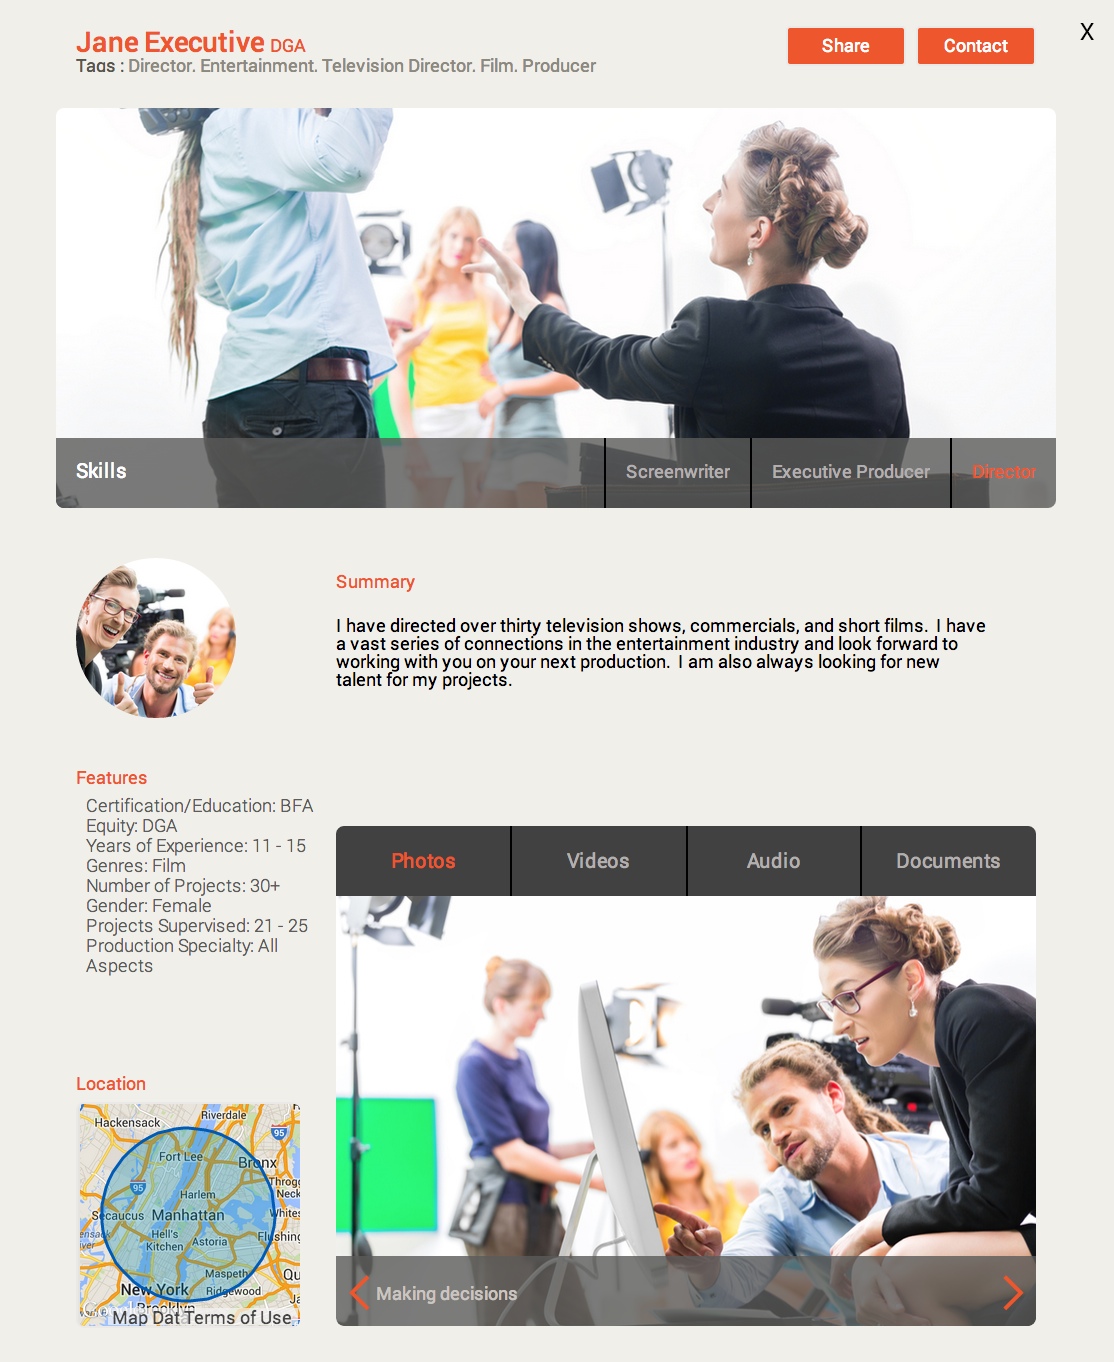 Jane Executive DGA
Share
Contact
X
Tags : Director, Entertainment, Television Director, Film, Producer
Skills
Screenwriter
Executive Producer
Director
Summary
I have directed over thirty television shows, commercials, and short films.  I have
a vast series of connections in the entertainment industry and look forward to
working with you on your next production.  I am also always looking for new
talent for my projects.
Features
Certification/Education: BFA
Equity: DGA
Years of Experience: 11 - 15
Genres: Film
Number of Projects: 30+
Gender: Female
Projects Supervised: 21 - 25
Production Specialty: All
Aspects
Photos
Videos
Audio
Documents
Making decisions
Location
Riverdale
Hackensack
95
Fort Lee
Bronx
Throgg
Neck
95
Harlem
Secaucus
Manhattan
Whites
Hell's
Kitchen
Astoria
Flushing
Maspeth
Qu
New York
Ridgewood
Ja
Brooklyn
Map Dat Terms of Use